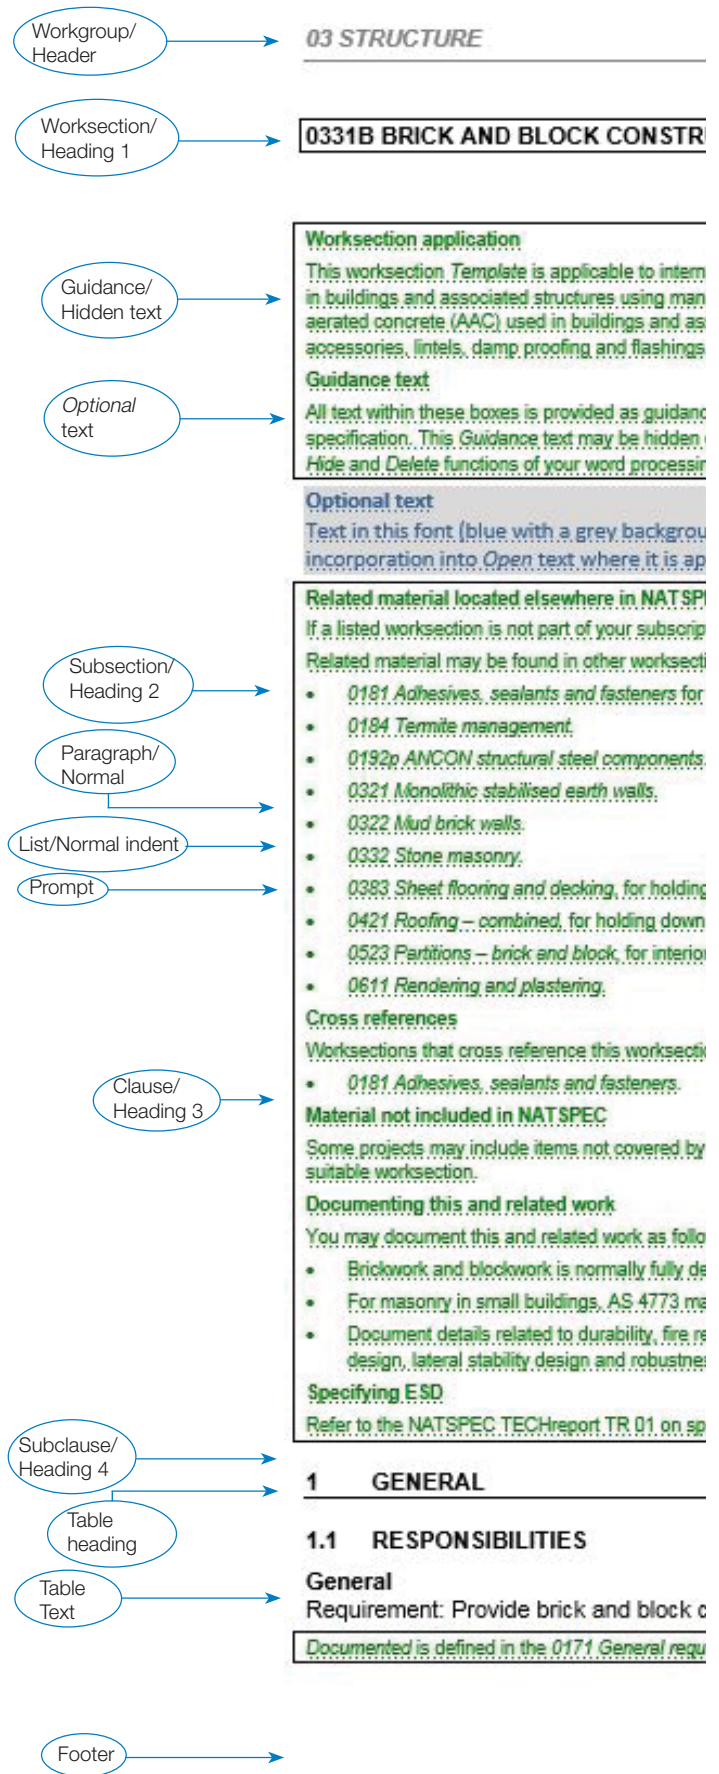 Workgroup/
Header
03 STRUCTURE
Worksection/
Heading 1
0331B BRICK AND BLOCK CONSTR
Worksection application
Guidance/
Hidden text
This worksection Template is applicable to intern
in buildings and associated structures using man
aerated concrete (AAC) used in buildings and as
accessories, lintels, damp proofing and flashings
Guidance text
Optional
text
All text within these boxes is provided as guidanc
specification. This Guidance text may be hidden
Hide and Delete functions of your word processin
Optional text
Text in this font (blue with a grey backgrou
incorporation into Open text where it is ap
Related material located elsewhere in NATSP
If a listed worksection is not part of your subscrip
Related material may be found in other worksecti
Subsection/
Heading 2
• 0181 Adhesives, sealants and fasteners for
• 0184 Termite management.
Paragraph/
Normal
• 0192p ANCON structural steel components.
• 0321 Monolithic stabilised earth walls.
• 0322 Mud brick walls.
List/Normal indent
• 0332 Stone masonry.
Prompt
• 0383 Sheet flooring and decking, for holding
• 0421 Roofing – combined, for holding down
• 0523 Partitions – brick and block, for interior
• 0611 Rendering and plastering.
Cross references
Worksections that cross reference this worksectio
Clause/
Heading 3
• 0181 Adhesives, sealants and fasteners.
Material not included in NATSPEC
Some projects may include items not covered by
suitable worksection.
Documenting this and related work
You may document this and related work as follo
• Brickwork and blockwork is normally fully de
• For masonry in small buildings, AS 4773 ma
• Document details related to durability, fire re
design, lateral stability design and robustnes
Specifying ESD
Refer to the NATSPEC TECHreport TR 01 on sp
Subclause/
Heading 4
1 GENERAL
Table
heading
1.1 RESPONSIBILITIES
Table
Text
General
Requirement: Provide brick and block c
Documented is defined in the 0171 General requ
Footer